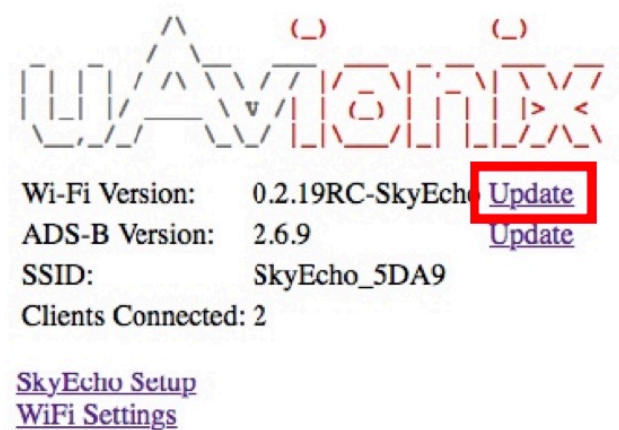 uAvionix
Wi-Fi Version: 0.2.19RC-SkyEcho Update
ADS-B Version: 2.6.9 Update
SSID: SkyEcho_5DA9
Clients Connected: 2
SkyEcho Setup
WiFi Settings